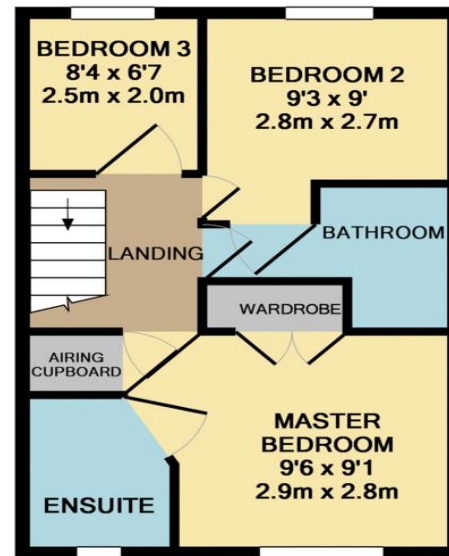 BEDROOM 3
8'4 x 6'7
2.5m x 2.0m
BEDROOM 2
9'3 x 9'
2.8m x 2.7m
LANDING
BATHROOM
WARDROBE
AIRING
CUPBOARD
MASTER
BEDROOM
9'6 x 9'1
2.9m x 2.8m
ENSUITE